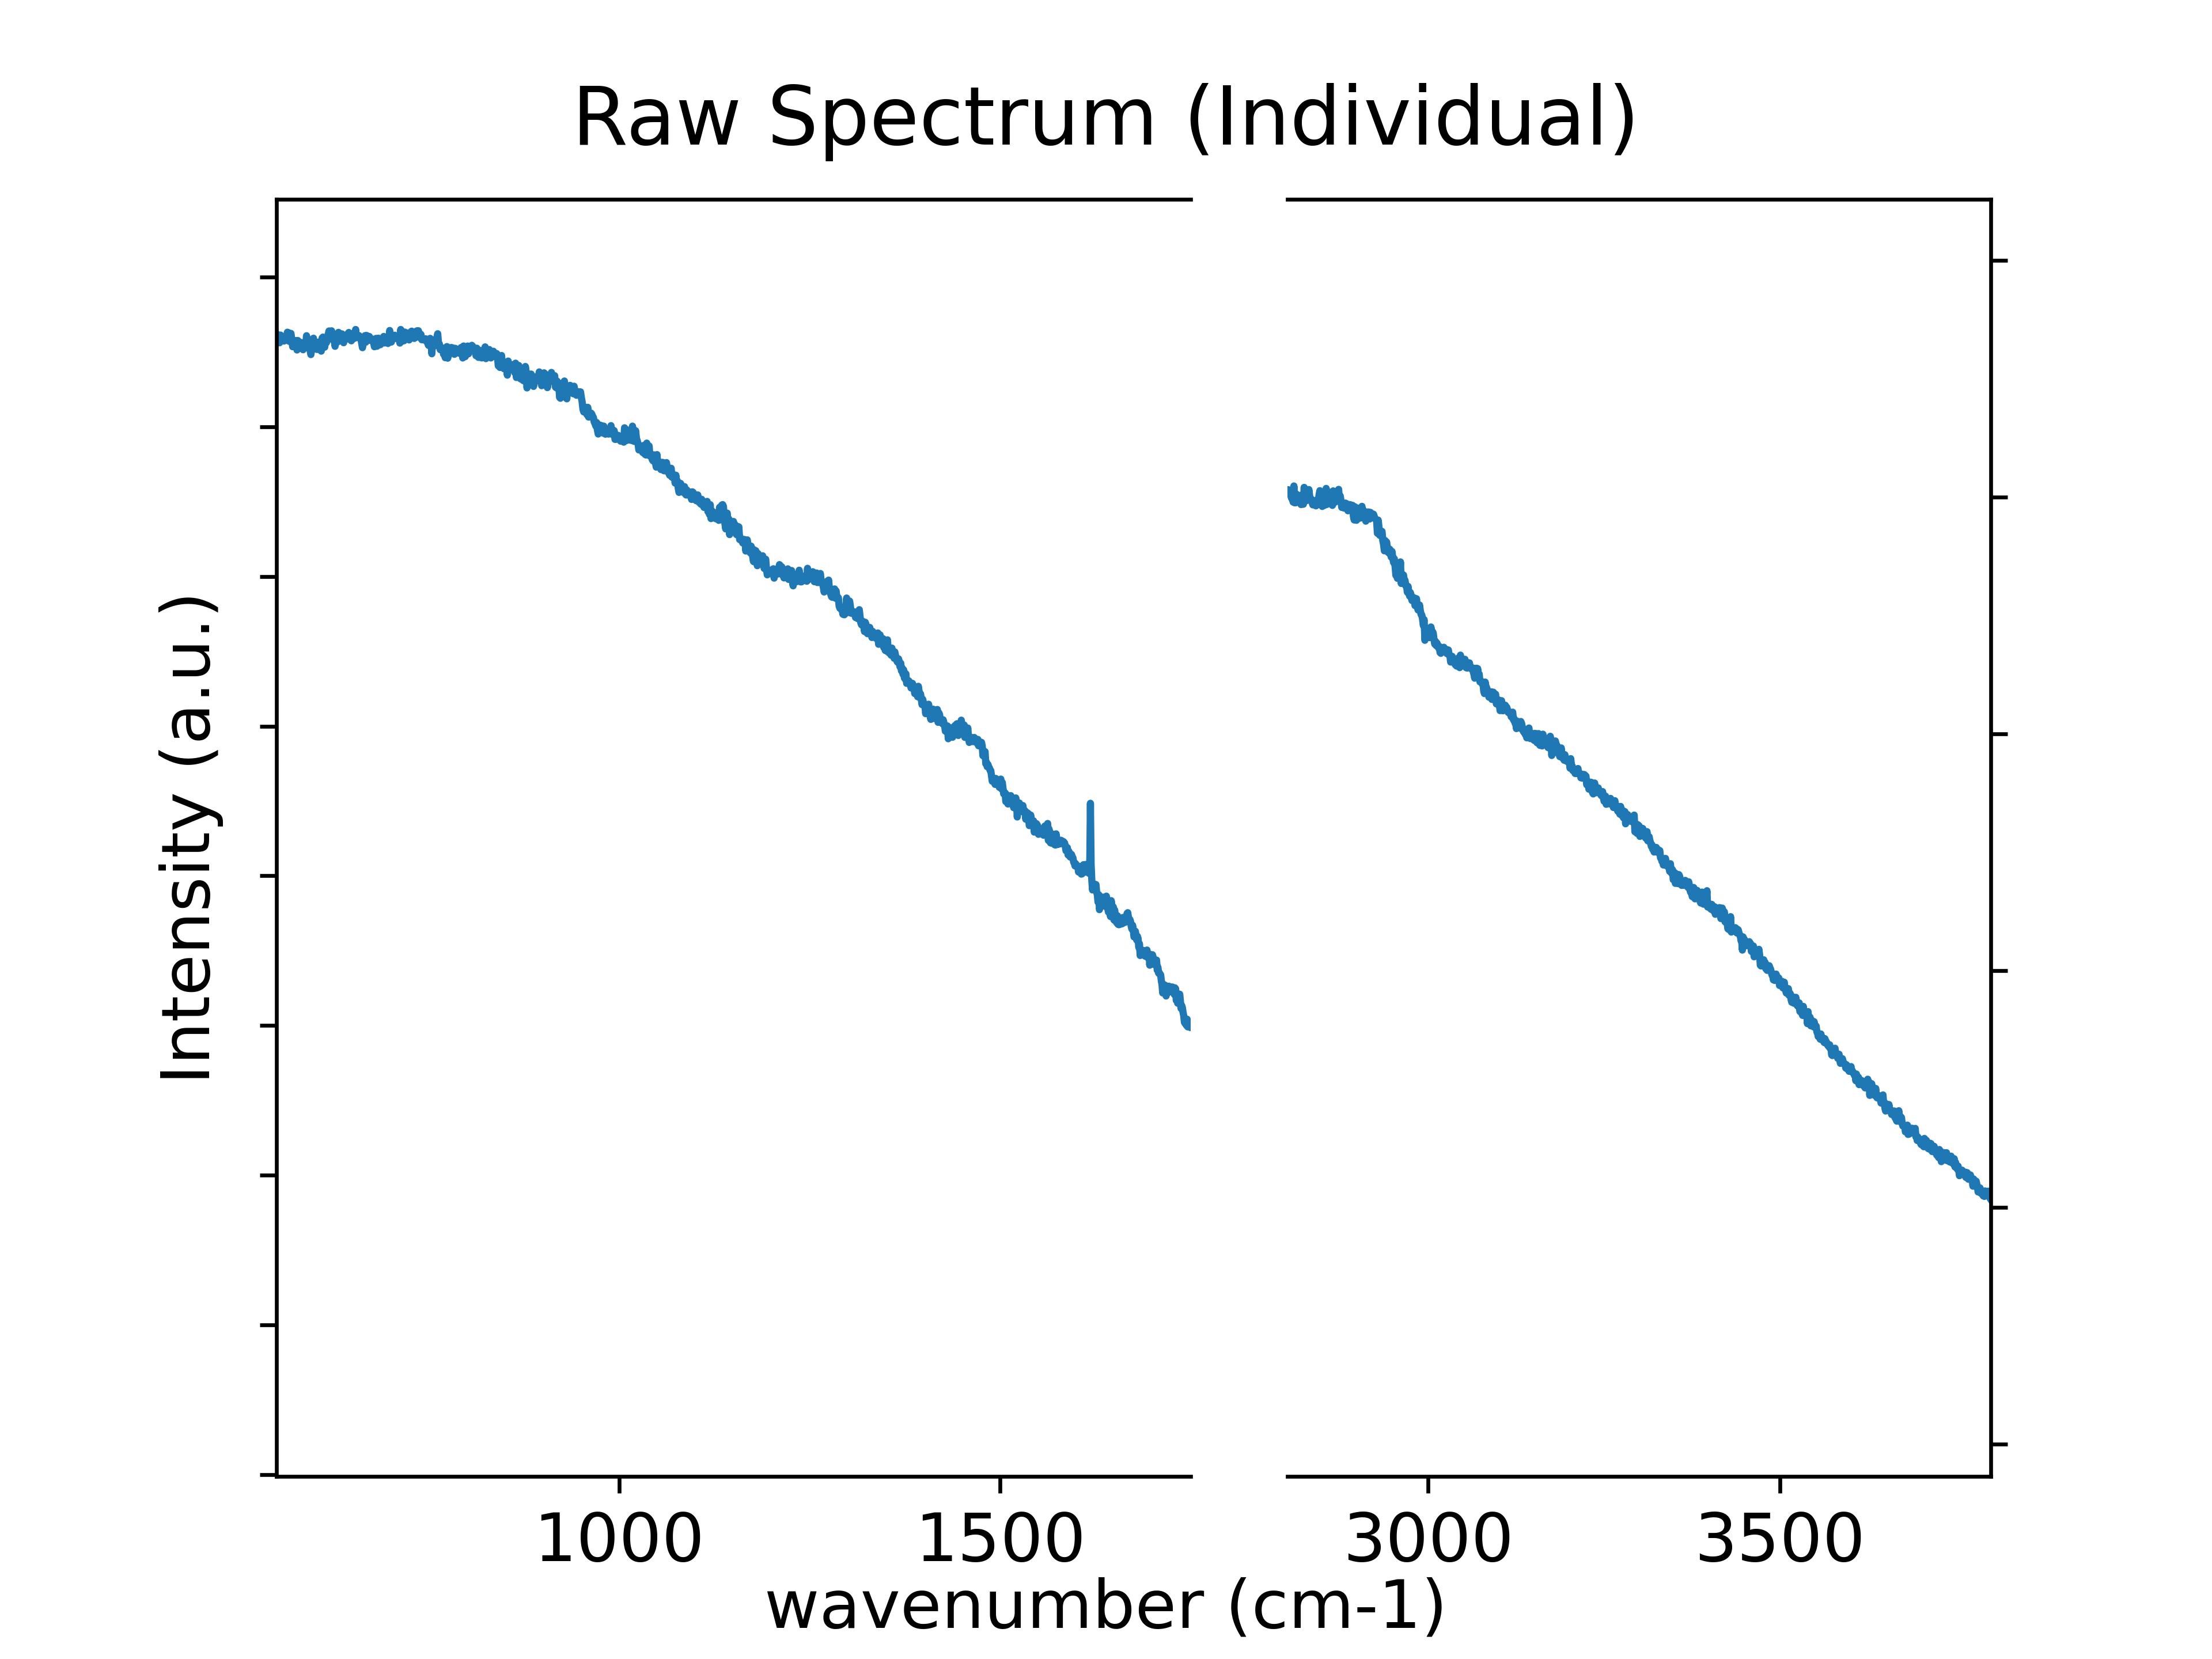 Raw Spectrum (Individual)
Intensity (a.u.)
1000 1500 3000 3500
wavenumber (cm-1)